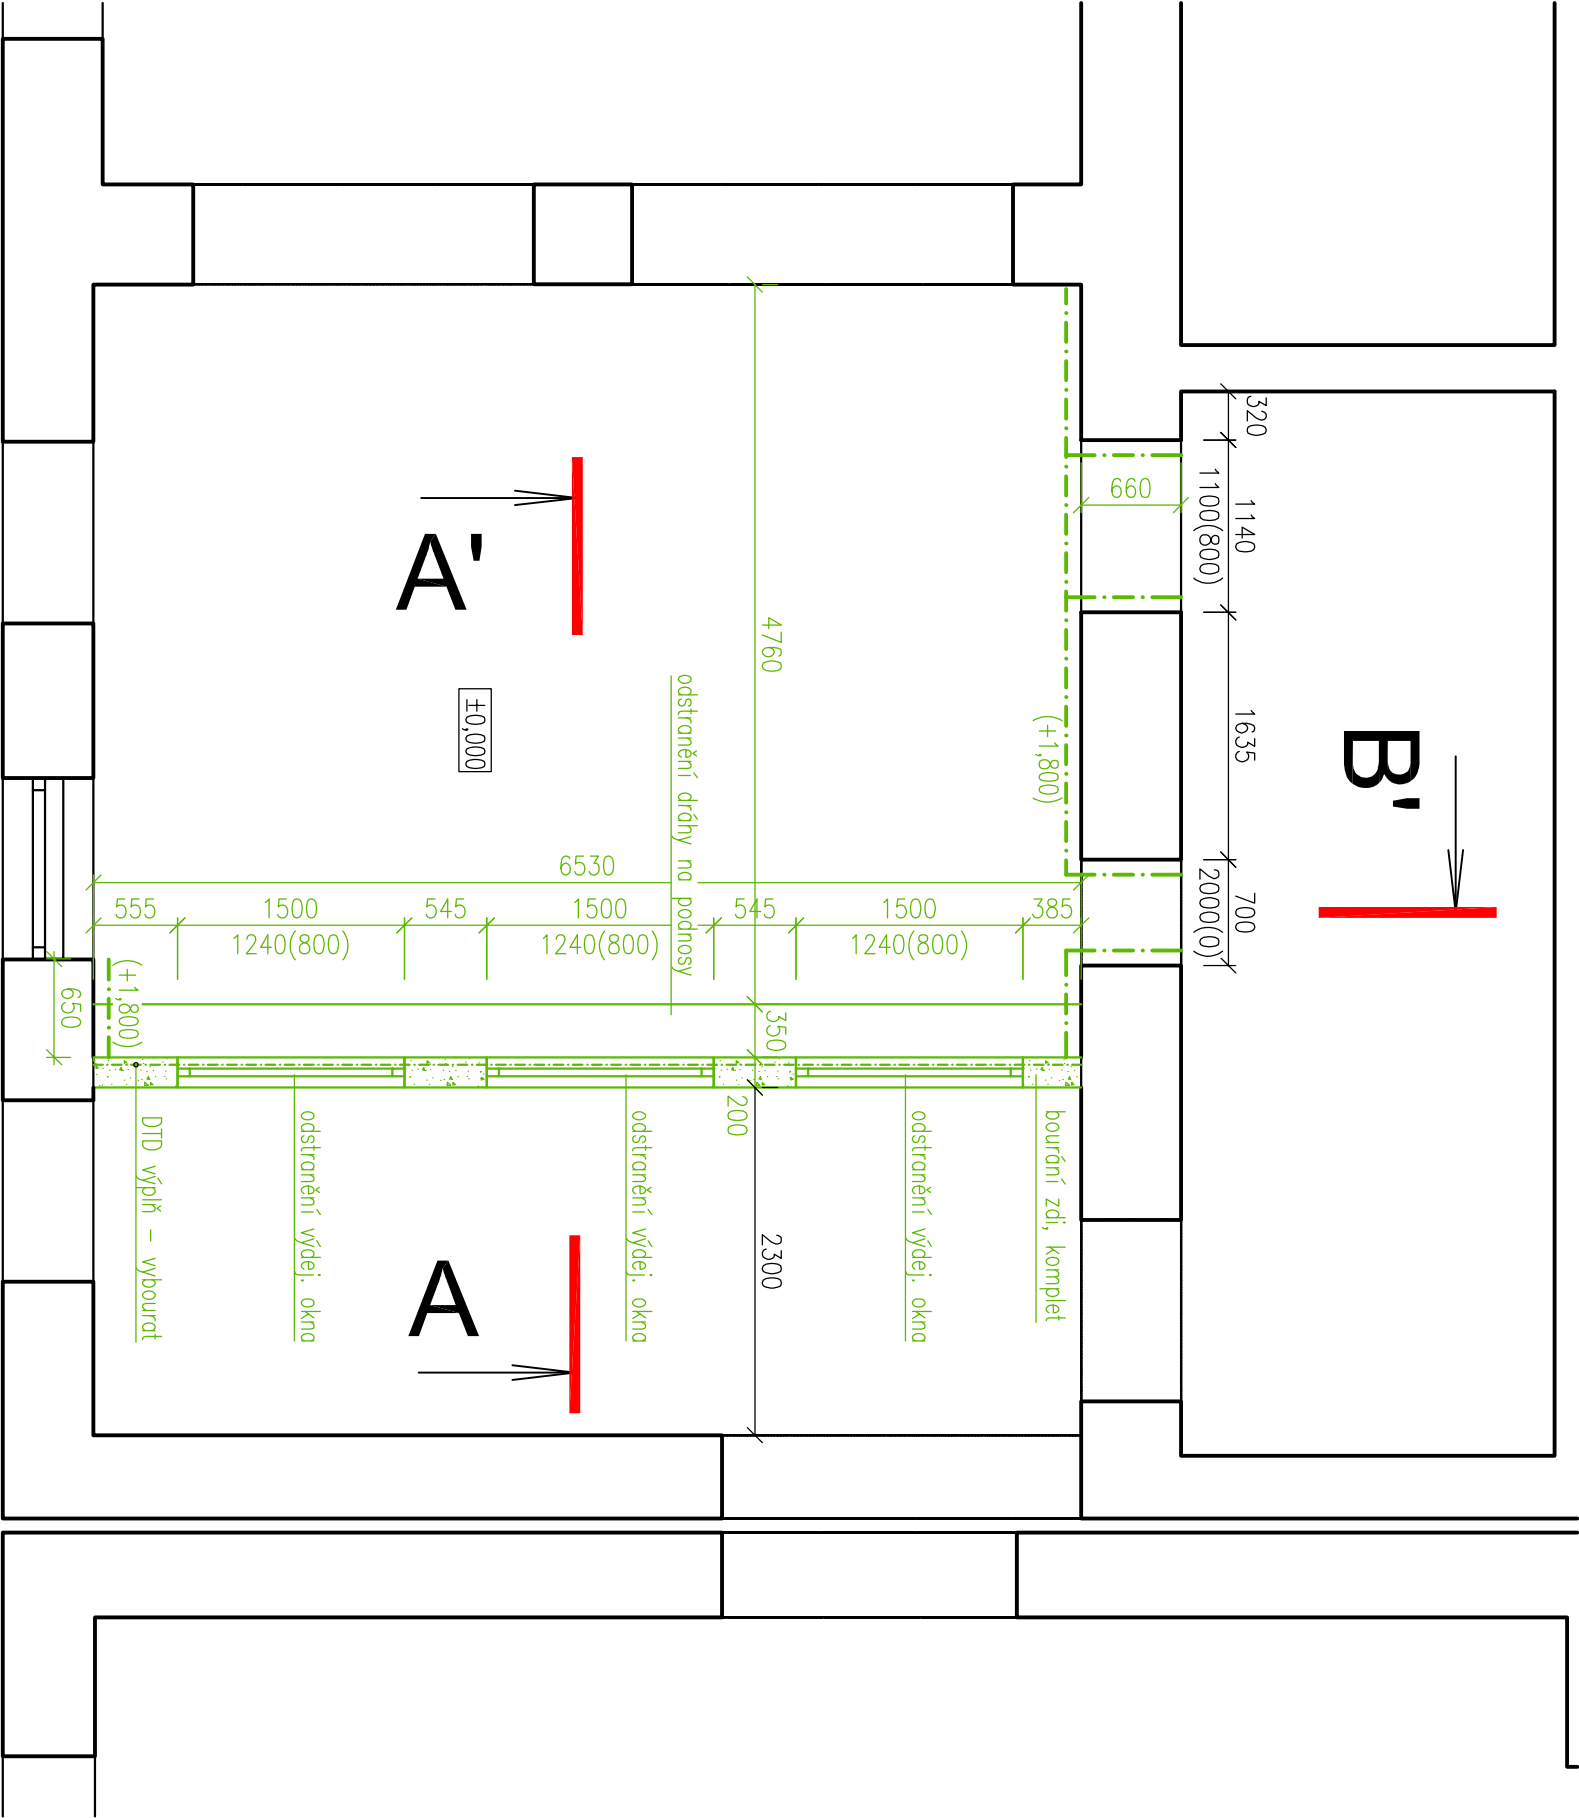 320
1140
1100(800)
660
1635
700
2000(0)
B'
A'
±0,000
4760
odstranění dráhy na podnosy
(+1,800)
6530
555
1500
545
1500
545
1500
385
1240(800)
1240(800)
1240(800)
650
(+1,800)
350
200
2300
DTD výplň - vybourat
odstranění výdej. okna
odstranění výdej. okna
odstranění výdej. okna
bourání zdi, komplet
A